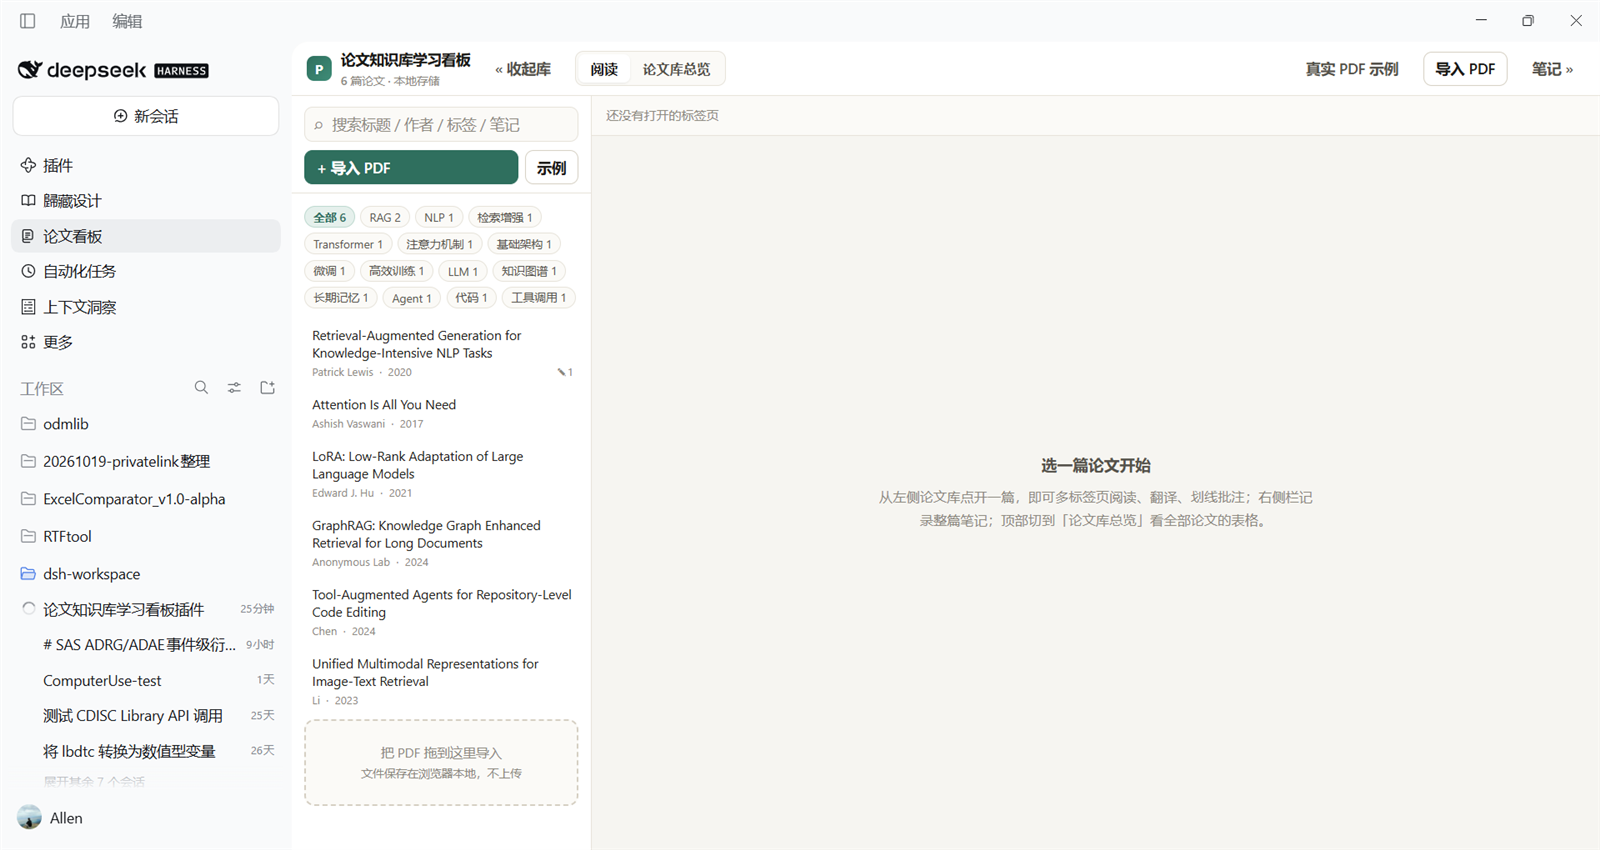 应用 编辑
deepseek HARNESS
新会话
插件
歸藏设计
论文看板
自动化任务
上下文洞察
更多
工作区
odmlib
20261019-privatelink整理
ExcelComparator_v1.0-alpha
RTFtool
dsh-workspace
论文知识库学习看板插件 25分钟
# SAS ADRG/ADAE事件级衍... 9小时
ComputerUse-test 1天
测试 CDISC Library API 调用 25天
将 lbdtc 转换为数值型变量 26天
展开其余 7 个会话
Allen
P
论文知识库学习看板
6 篇论文 · 本地存储
« 收起库
阅读 论文库总览
真实 PDF 示例
导入 PDF
笔记 »
搜索标题 / 作者 / 标签 / 笔记
+ 导入 PDF 示例
全部 6 RAG 2 NLP 1 检索增强 1
Transformer 1 注意力机制 1 基础架构 1
微调 1 高效训练 1 LLM 1 知识图谱 1
长期记忆 1 Agent 1 代码 1 工具调用 1
Retrieval-Augmented Generation for
Knowledge-Intensive NLP Tasks
Patrick Lewis · 2020 1
Attention Is All You Need
Ashish Vaswani · 2017
LoRA: Low-Rank Adaptation of Large
Language Models
Edward J. Hu · 2021
GraphRAG: Knowledge Graph Enhanced
Retrieval for Long Documents
Anonymous Lab · 2024
Tool-Augmented Agents for Repository-Level
Code Editing
Chen · 2024
Unified Multimodal Representations for
Image-Text Retrieval
Li · 2023
把 PDF 拖到这里导入
文件保存在浏览器本地，不上传
还没有打开的标签页
选一篇论文开始
从左侧论文库点开一篇，即可多标签页阅读、翻译、划线批注；右侧栏记
录整篇笔记；顶部切到「论文库总览」看全部论文的表格。